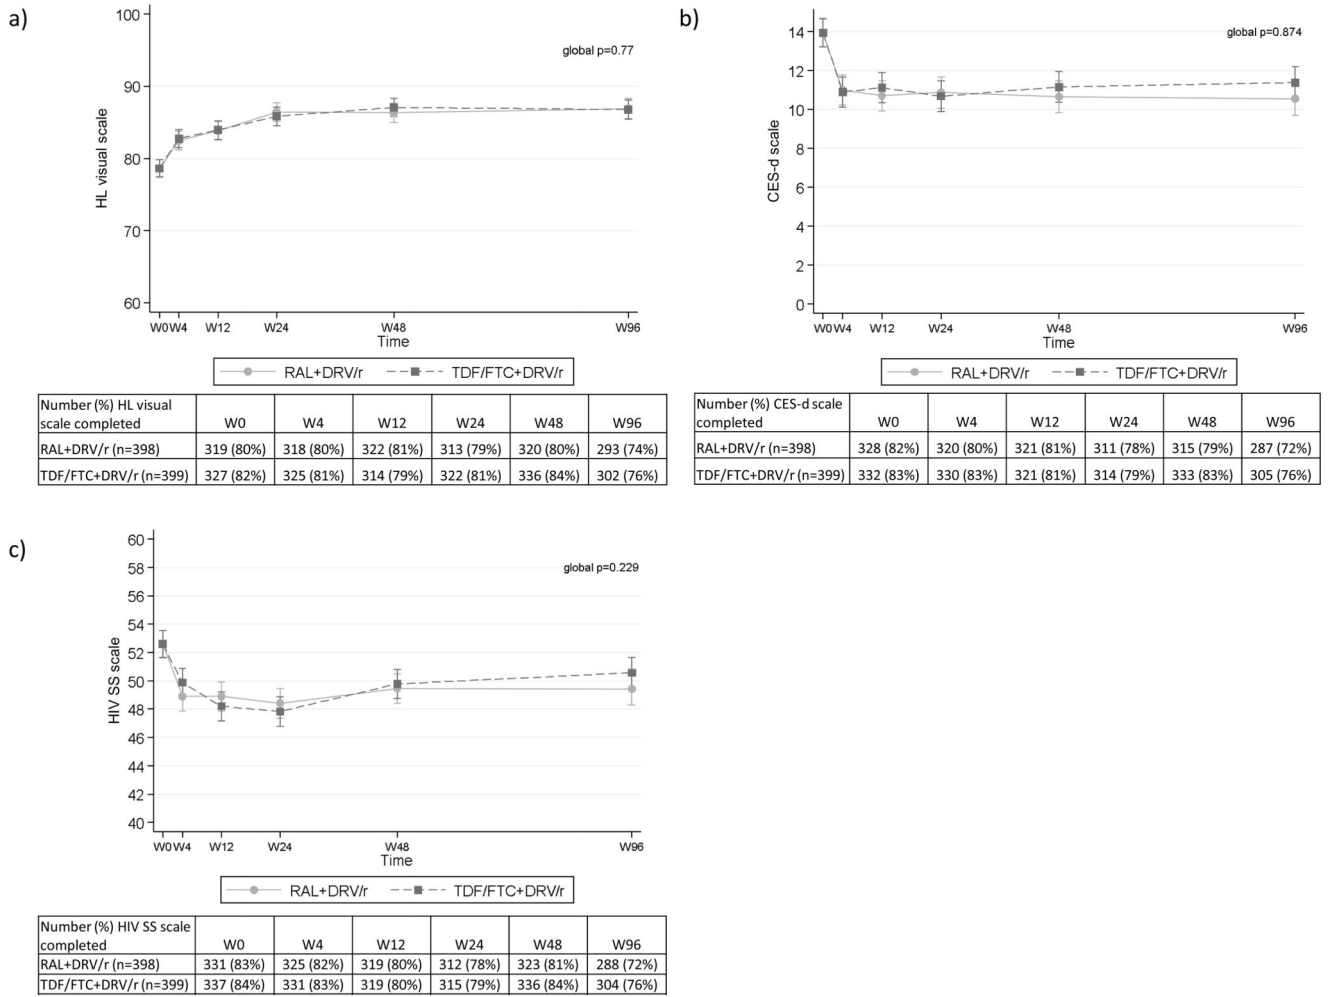 a)
100
90
80
70
60
HL visual scale
global p=0.77
W0 W4 W12 W24 W48 W96
Time
RAL+DRV/r TDF/FTC+DRV/r
Number (%) HL visual
scale completed W0 W4 W12 W24 W48 W96
RAL+DRV/r (n=398) 319 (80%) 318 (80%) 322 (81%) 313 (79%) 320 (80%) 293 (74%)
TDF/FTC+DRV/r (n=399) 327 (82%) 325 (81%) 314 (79%) 322 (81%) 336 (84%) 302 (76%)
b)
14
12
10
8
6
4
2
0
CES-d scale
global p=0.874
W0 W4 W12 W24 W48 W96
Time
RAL+DRV/r TDF/FTC+DRV/r
Number (%) CES-d scale
completed W0 W4 W12 W24 W48 W96
RAL+DRV/r (n=398) 328 (82%) 320 (80%) 321 (81%) 311 (78%) 315 (79%) 287 (72%)
TDF/FTC+DRV/r (n=399) 332 (83%) 330 (83%) 321 (81%) 314 (79%) 333 (83%) 305 (76%)
c)
60
58
56
54
52
50
48
46
44
42
40
HIV SS scale
global p=0.229
W0 W4 W12 W24 W48 W96
Time
RAL+DRV/r TDF/FTC+DRV/r
Number (%) HIV SS scale
completed W0 W4 W12 W24 W48 W96
RAL+DRV/r (n=398) 331 (83%) 325 (82%) 319 (80%) 312 (78%) 323 (81%) 288 (72%)
TDF/FTC+DRV/r (n=399) 337 (84%) 331 (83%) 319 (80%) 315 (79%) 336 (84%) 304 (76%)